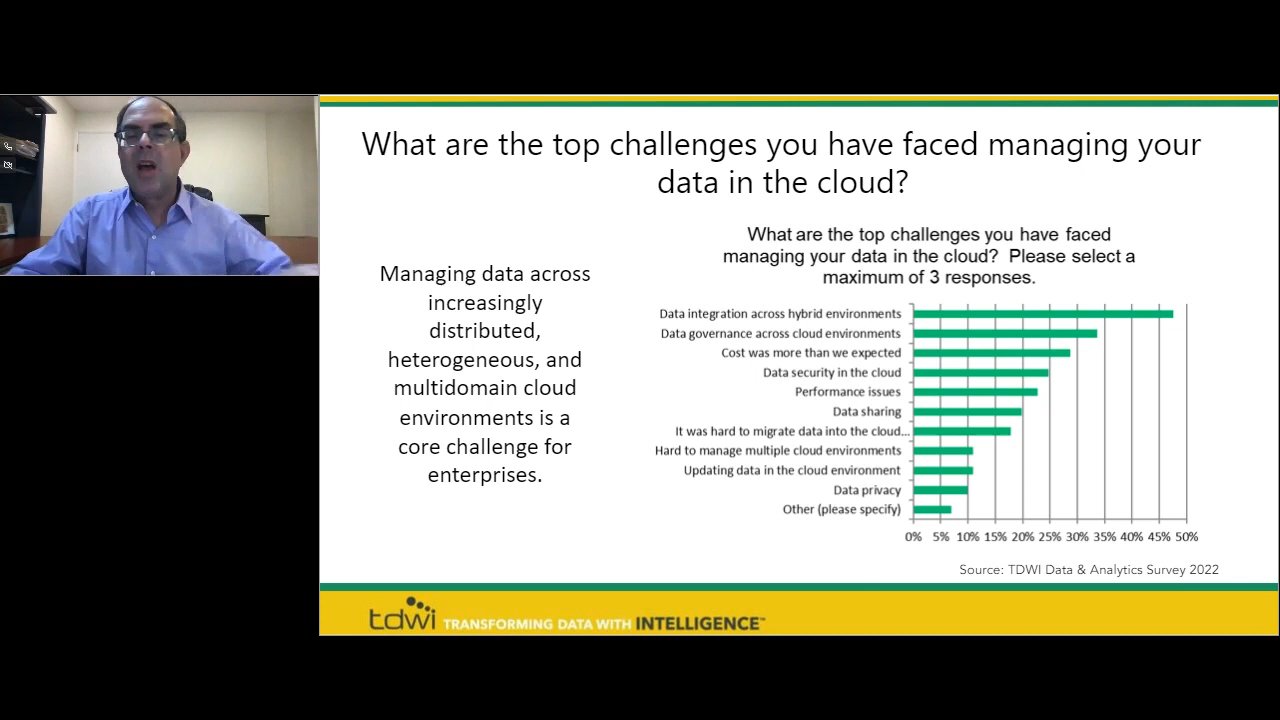 What are the top challenges you have faced managing your
data in the cloud?
Managing data across
increasingly
distributed,
heterogeneous, and
multidomain cloud
environments is a
core challenge for
enterprises.
What are the top challenges you have faced
managing your data in the cloud? Please select a
maximum of 3 responses.
Data integration across hybrid environments
Data governance across cloud environments
Cost was more than we expected
Data security in the cloud
Performance issues
Data sharing
It was hard to migrate data into the cloud...
Hard to manage multiple cloud environments
Updating data in the cloud environment
Data privacy
Other (please specify)
0% 5% 10% 15% 20% 25% 30% 35% 40% 45% 50%
Source: TDWI Data & Analytics Survey 2022
tdwi TRANSFORMING DATA WITH INTELLIGENCE™